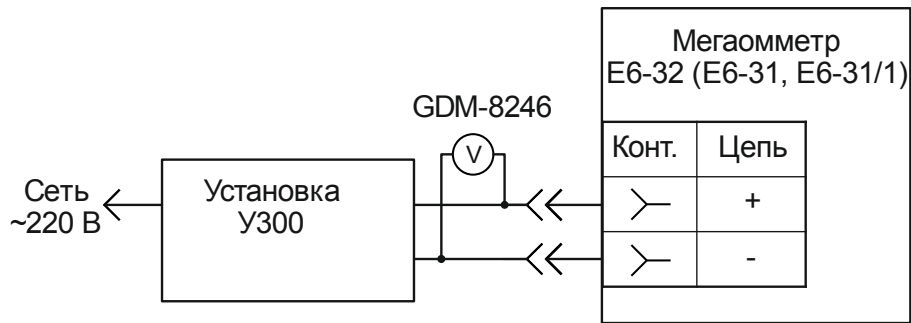 Мегаомметр
Е6-32 (Е6-31, Е6-31/1)
GDM-8246
V
Конт.
Цепь
Сеть
~220 В
Установка
У300
+
-